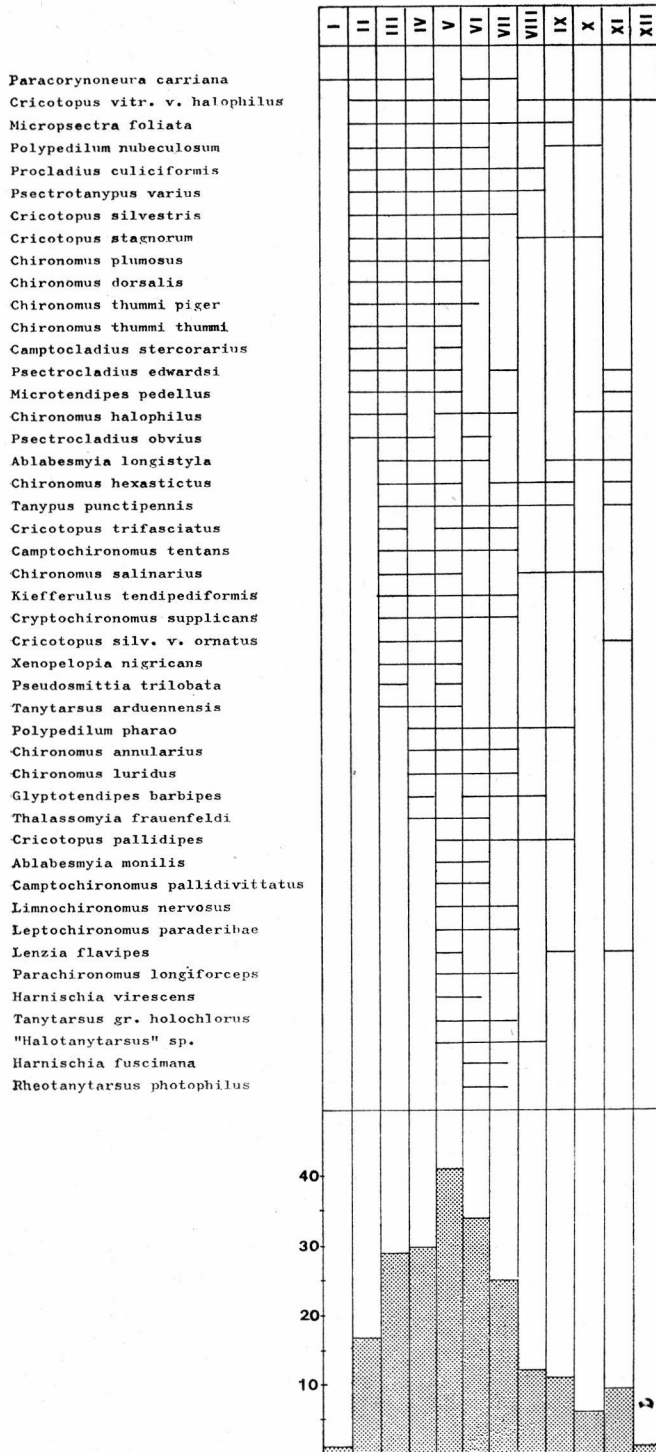 I II III IV V VI VII VIII IX X XI XII
Paracorynoneura carriana
Cricotopus vitr. v. halophilus
Micropsectra foliata
Polypedilum nubeculosum
Procladius culiciformis
Psectrotanypus varius
Cricotopus silvestris
Cricotopus stagnorum
Chironomus plumosus
Chironomus dorsalis
Chironomus thummi piger
Chironomus thummi thummi
Camptocladius stercorarius
Psectrocladius edwardsi
Microtendipes pedellus
Chironomus halophilus
Psectrocladius obvius
Ablabesmyia longistyla
Chironomus hexastictus
Tanypus punctipennis
Cricotopus trifasciatus
Camptochironomus tentans
Chironomus salinarius
Kiefferulus tendipediformis
Cryptochironomus supplicans
Cricotopus silv. v. ornatus
Xenopelopia nigricans
Pseudosmittia trilobata
Tanytarsus arduennensis
Polypedilum pharao
Chironomus annularius
Chironomus luridus
Glyptotendipes barbipes
Thalassomyia frauenfeldi
Cricotopus pallidipes
Ablabesmyia monilis
Camptochironomus pallidivittatus
Limnochironomus nervosus
Leptochironomus paraderibae
Lenzia flavipes
Parachironomus longiforceps
Harnischia virescens
Tanytarsus gr. holochlorus
"Halotanytarsus" sp.
Harnischia fuscimana
Rheotanytarsus photophilus
40
30
20
10